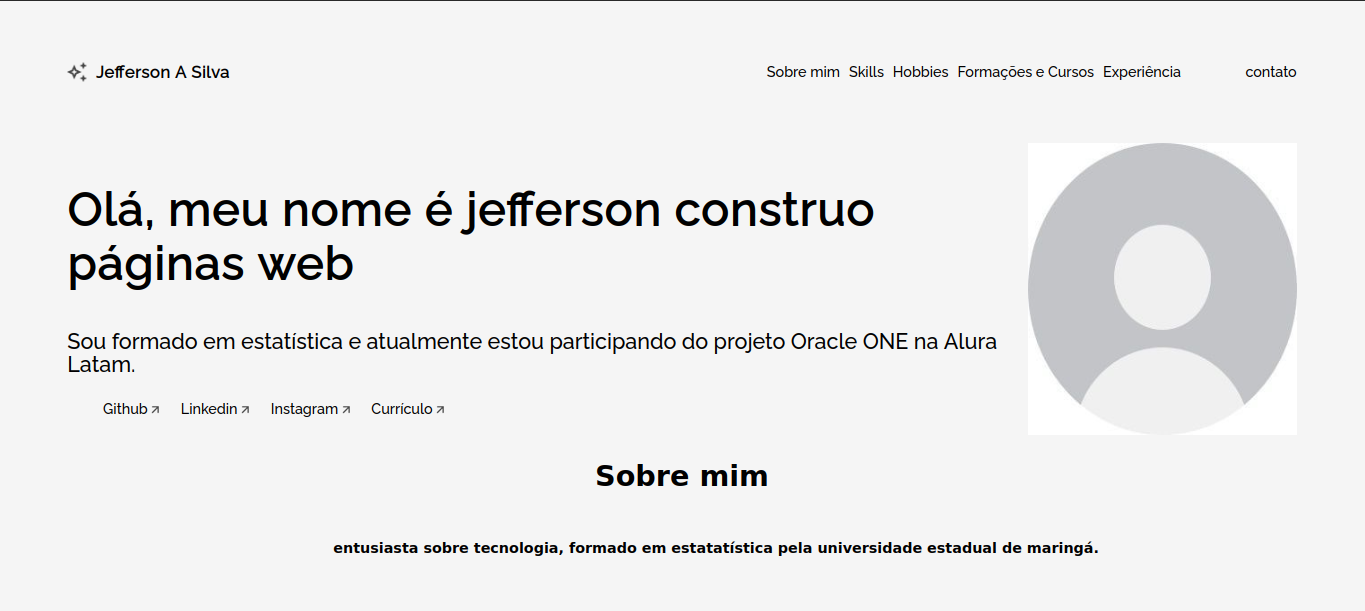 Jefferson A Silva
Sobre mim Skills Hobbies Formações e Cursos Experiência contato
Olá, meu nome é jefferson construo
páginas web
Sou formado em estatística e atualmente estou participando do projeto Oracle ONE na Alura
Latam.
Github Linkedin Instagram Currículo
Sobre mim
entusiasta sobre tecnologia, formado em estatatística pela universidade estadual de maringá.